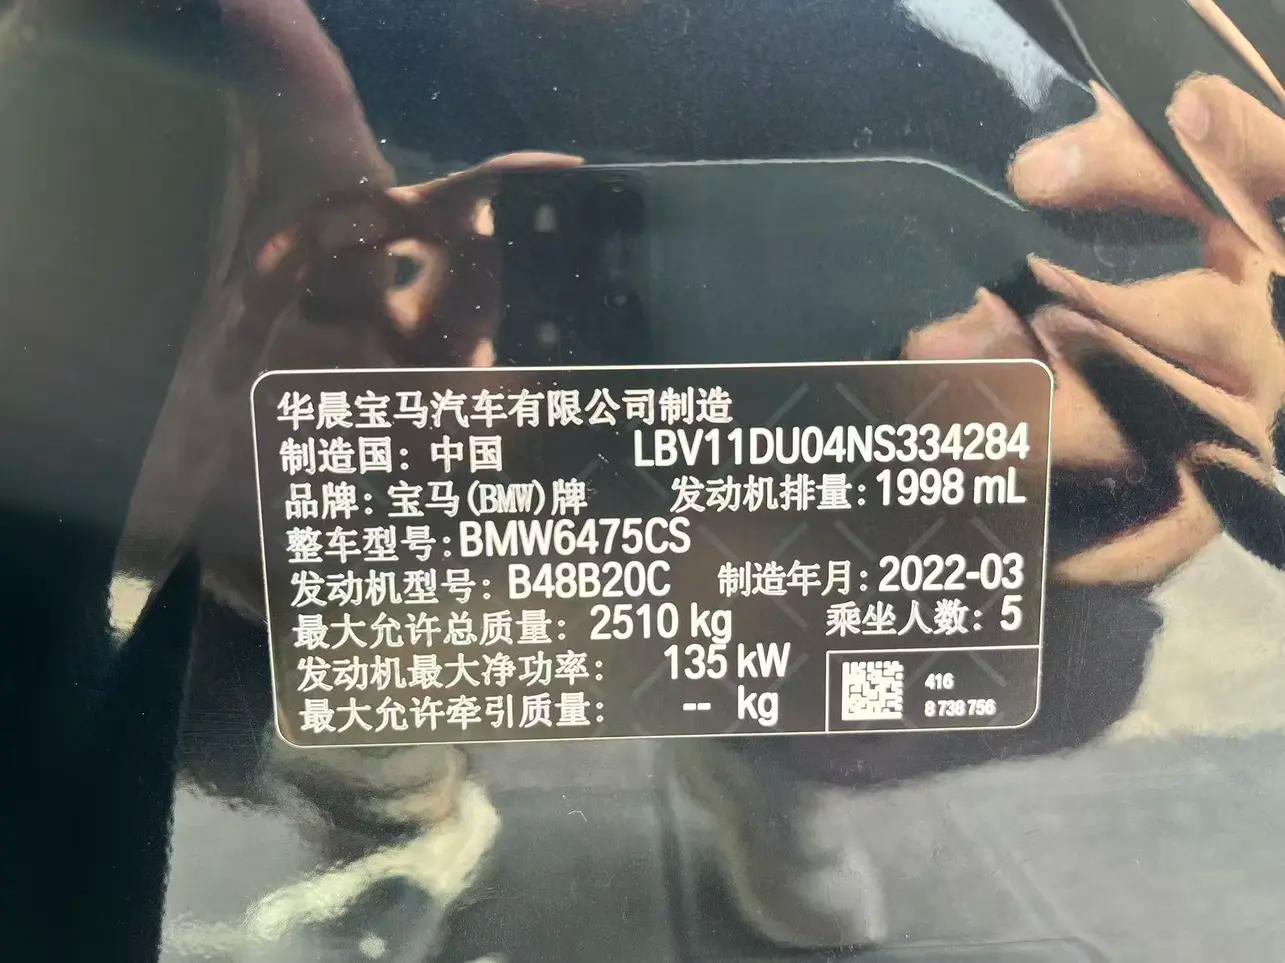 华晨宝马汽车有限公司制造
制造国：中国 LBV11DU04NS334284
品牌：宝马(BMW)牌 发动机排量：1998 mL
整车型号:BMW6475CS
发动机型号：B48B20C 制造年月：2022-03
最大允许总质量：2510 kg 乘坐人数：5
发动机最大净功率：135 kW
最大允许牵引质量：-- kg
416
8 738 756